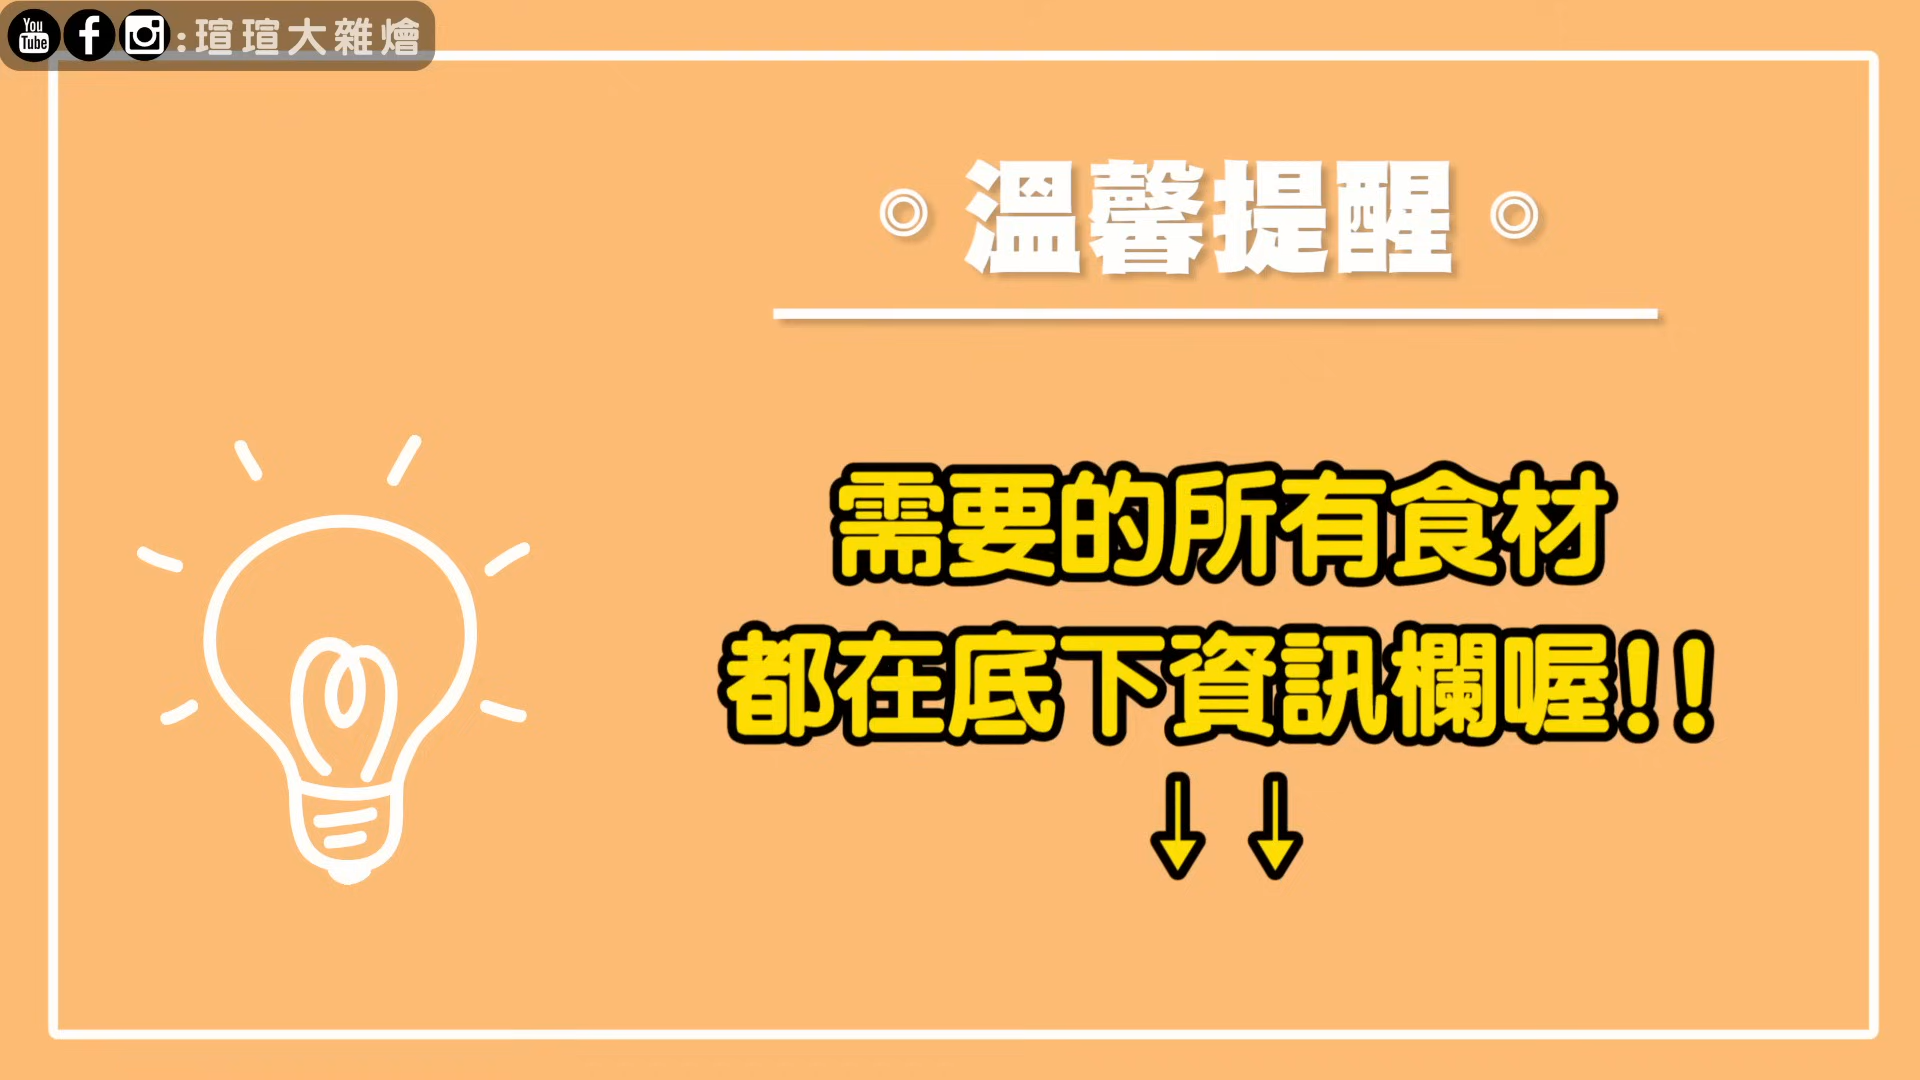 You Tube f :瑄瑄大雜燴
◎ 溫馨提醒 ◎
需要的所有食材
都在底下資訊欄喔!!
↓ ↓